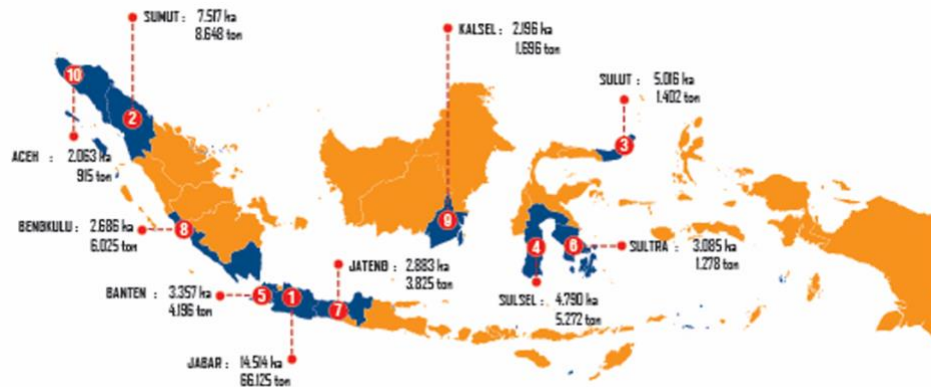 SUMUT : 7.517 ha
8.648 ton
KALSEL : 2.196 ha
1.696 ton
SULUT : 5.016 ha
1.402 ton
10
2
3
ACEH : 2.063 ha
915 ton
BENGKULU : 2.686 ha
6.025 ton
8
9
4
6
SULTRA : 3.085 ha
1.278 ton
JATENG : 2.883 ha
3.825 ton
BANTEN : 3.357 ha
4.196 ton
5
1
7
SULSEL : 4.790 ha
5.272 ton
JABAR : 14.514 ha
66.125 ton